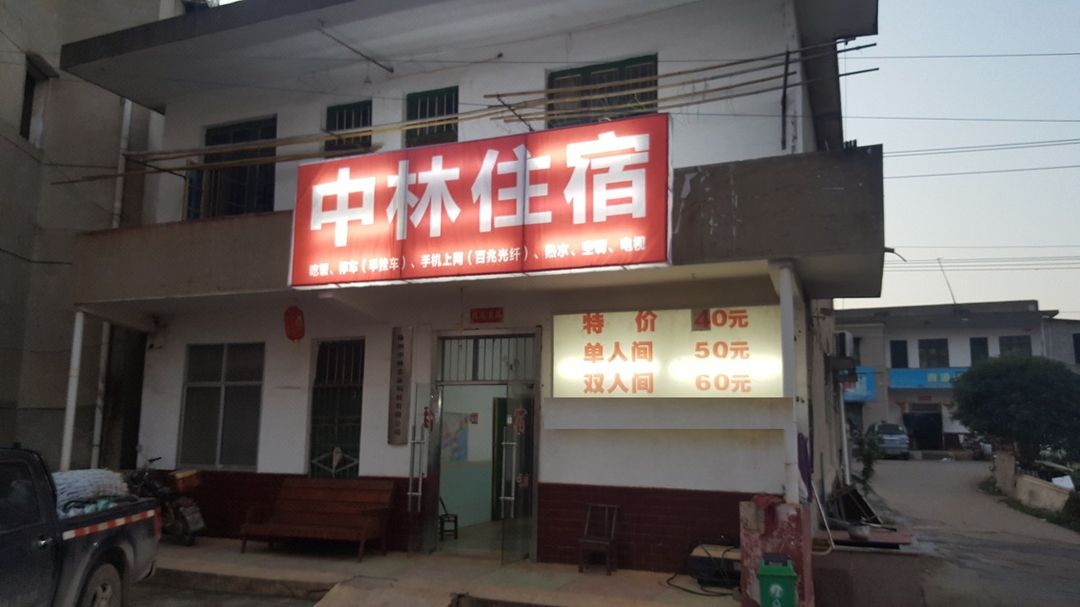 中林住宿
吃饭、停车(幸挂车)、手机上网(百兆光纤)、热水、空调、电视
特 价 40元
单人间 50元
双人间 60元